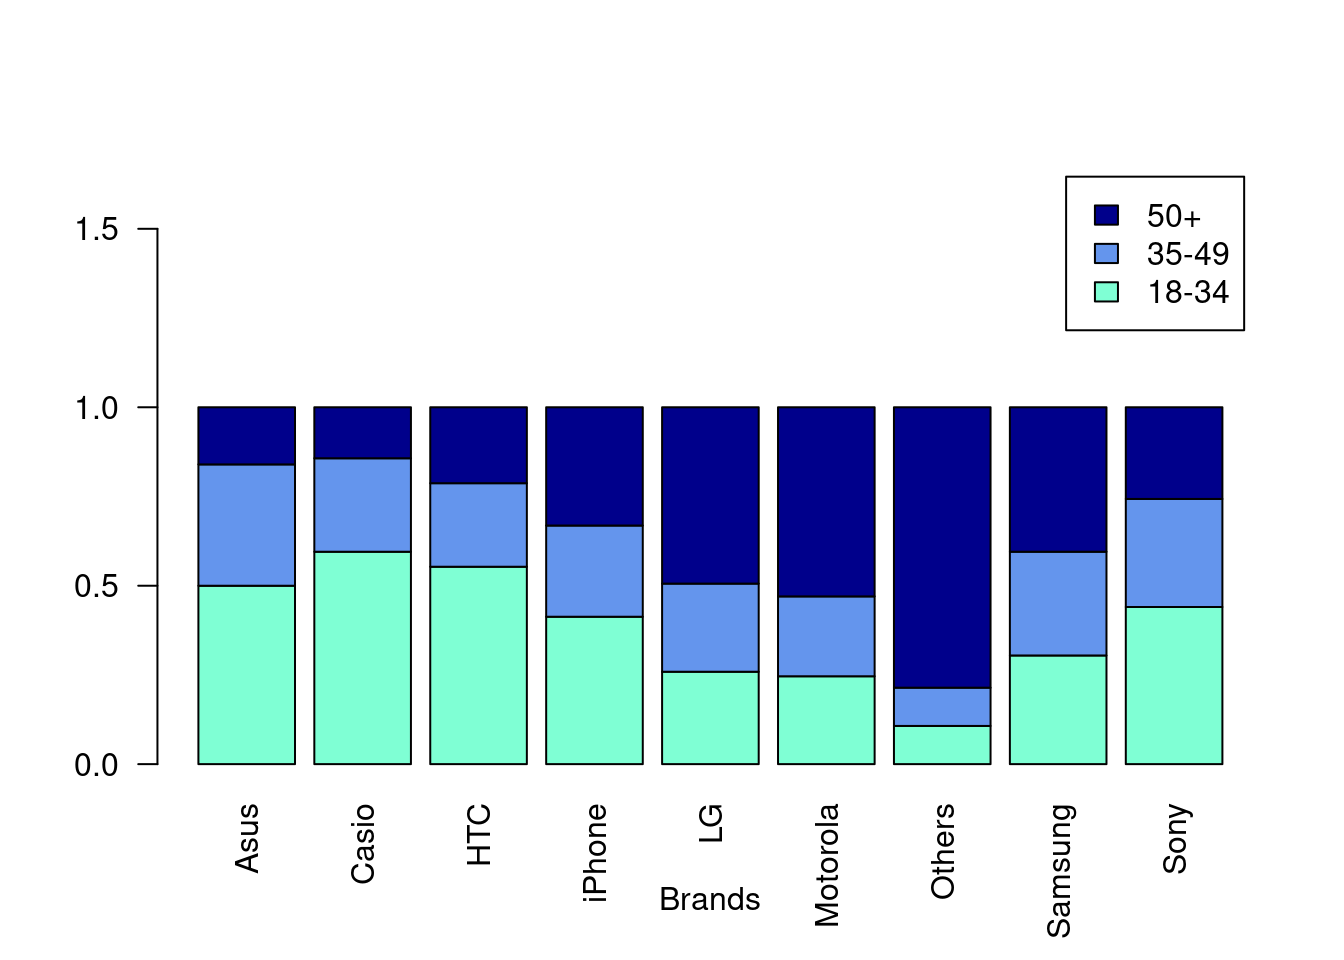 1.5
1.0
0.5
0.0
50+
35-49
18-34
Asus
Casio
HTC
iPhone
LG
Motorola
Others
Samsung
Sony
Brands